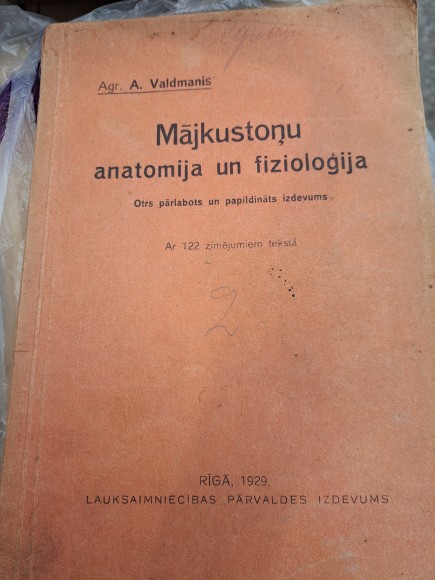 Agr. A. Valdmanis
Mājkustoņu
anatomija un fizioloģija
Otrs pārlabots un papildināts izdevums
Ar 122 zīmējumiem tekstā
2
RĪGĀ, 1929.
LAUKSAIMNIECĪBAS PĀRVALDES IZDEVUMS